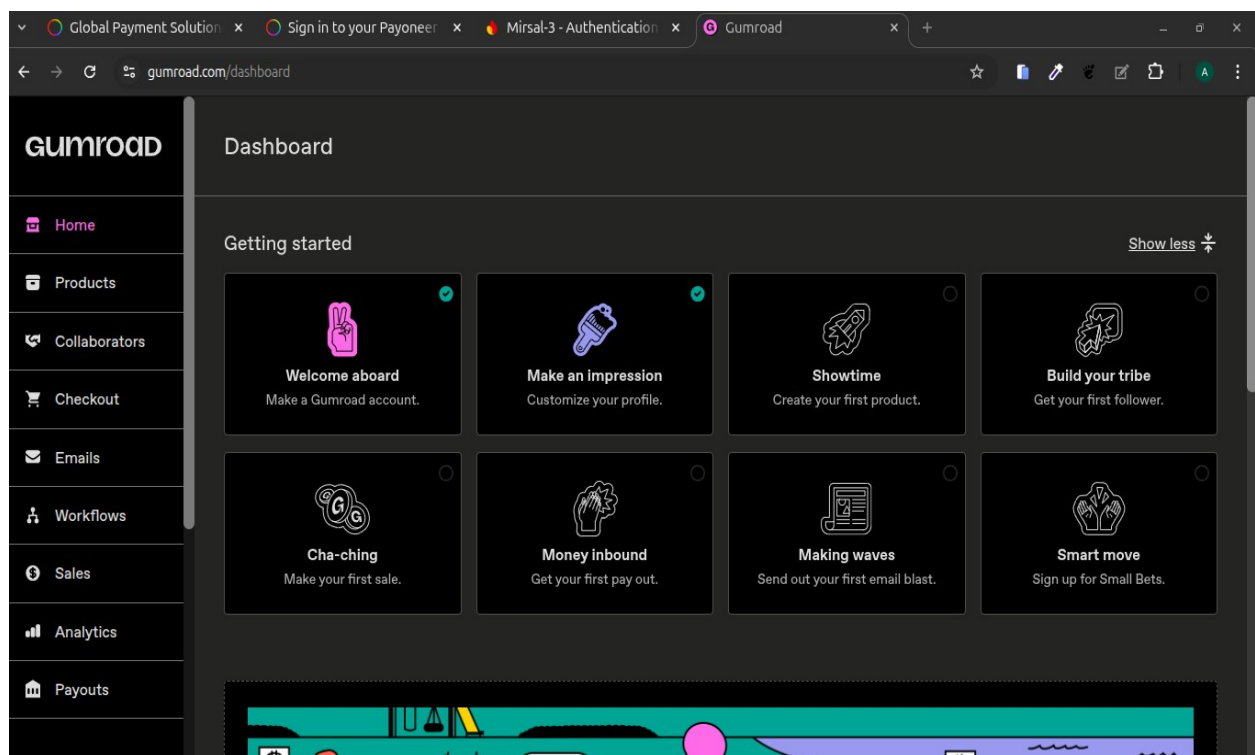 Global Payment Solution
Sign in to your Payoneer
Mirsal-3 - Authentication
Gumroad
gumroad.com/dashboard
A
GUMROAD
Dashboard
Home
Products
Collaborators
Checkout
Emails
Workflows
Sales
Analytics
Payouts
Getting started
Show less
Welcome aboard
Make a Gumroad account.
Make an impression
Customize your profile.
Showtime
Create your first product.
Build your tribe
Get your first follower.
Cha-ching
Make your first sale.
Money inbound
Get your first pay out.
Making waves
Send out your first email blast.
Smart move
Sign up for Small Bets.